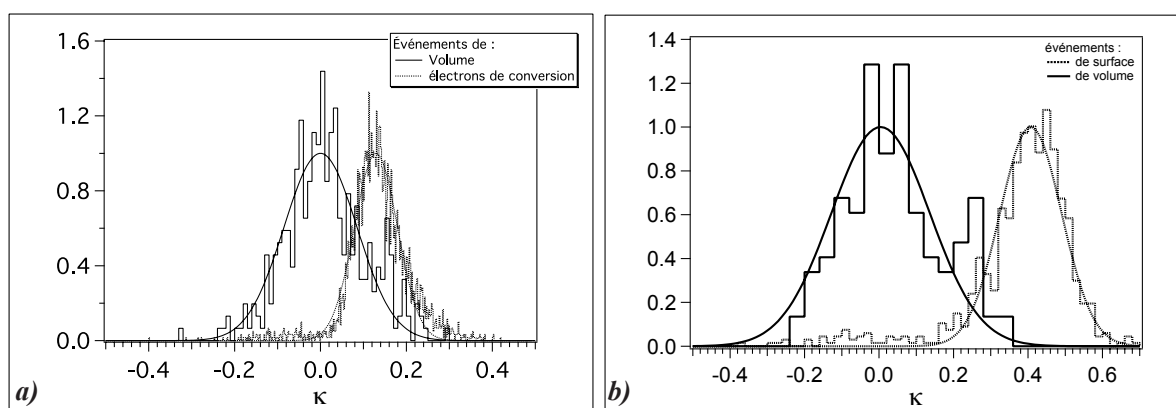 Événements de :
Volume
électrons de conversion
1.6
1.2
0.8
0.4
0.0
-0.4 -0.2 0.0 0.2 0.4
κ
a)
événements :
de surface
de volume
1.4
1.2
1.0
0.8
0.6
0.4
0.2
0.0
-0.4 -0.2 0.0 0.2 0.4 0.6
κ
b)